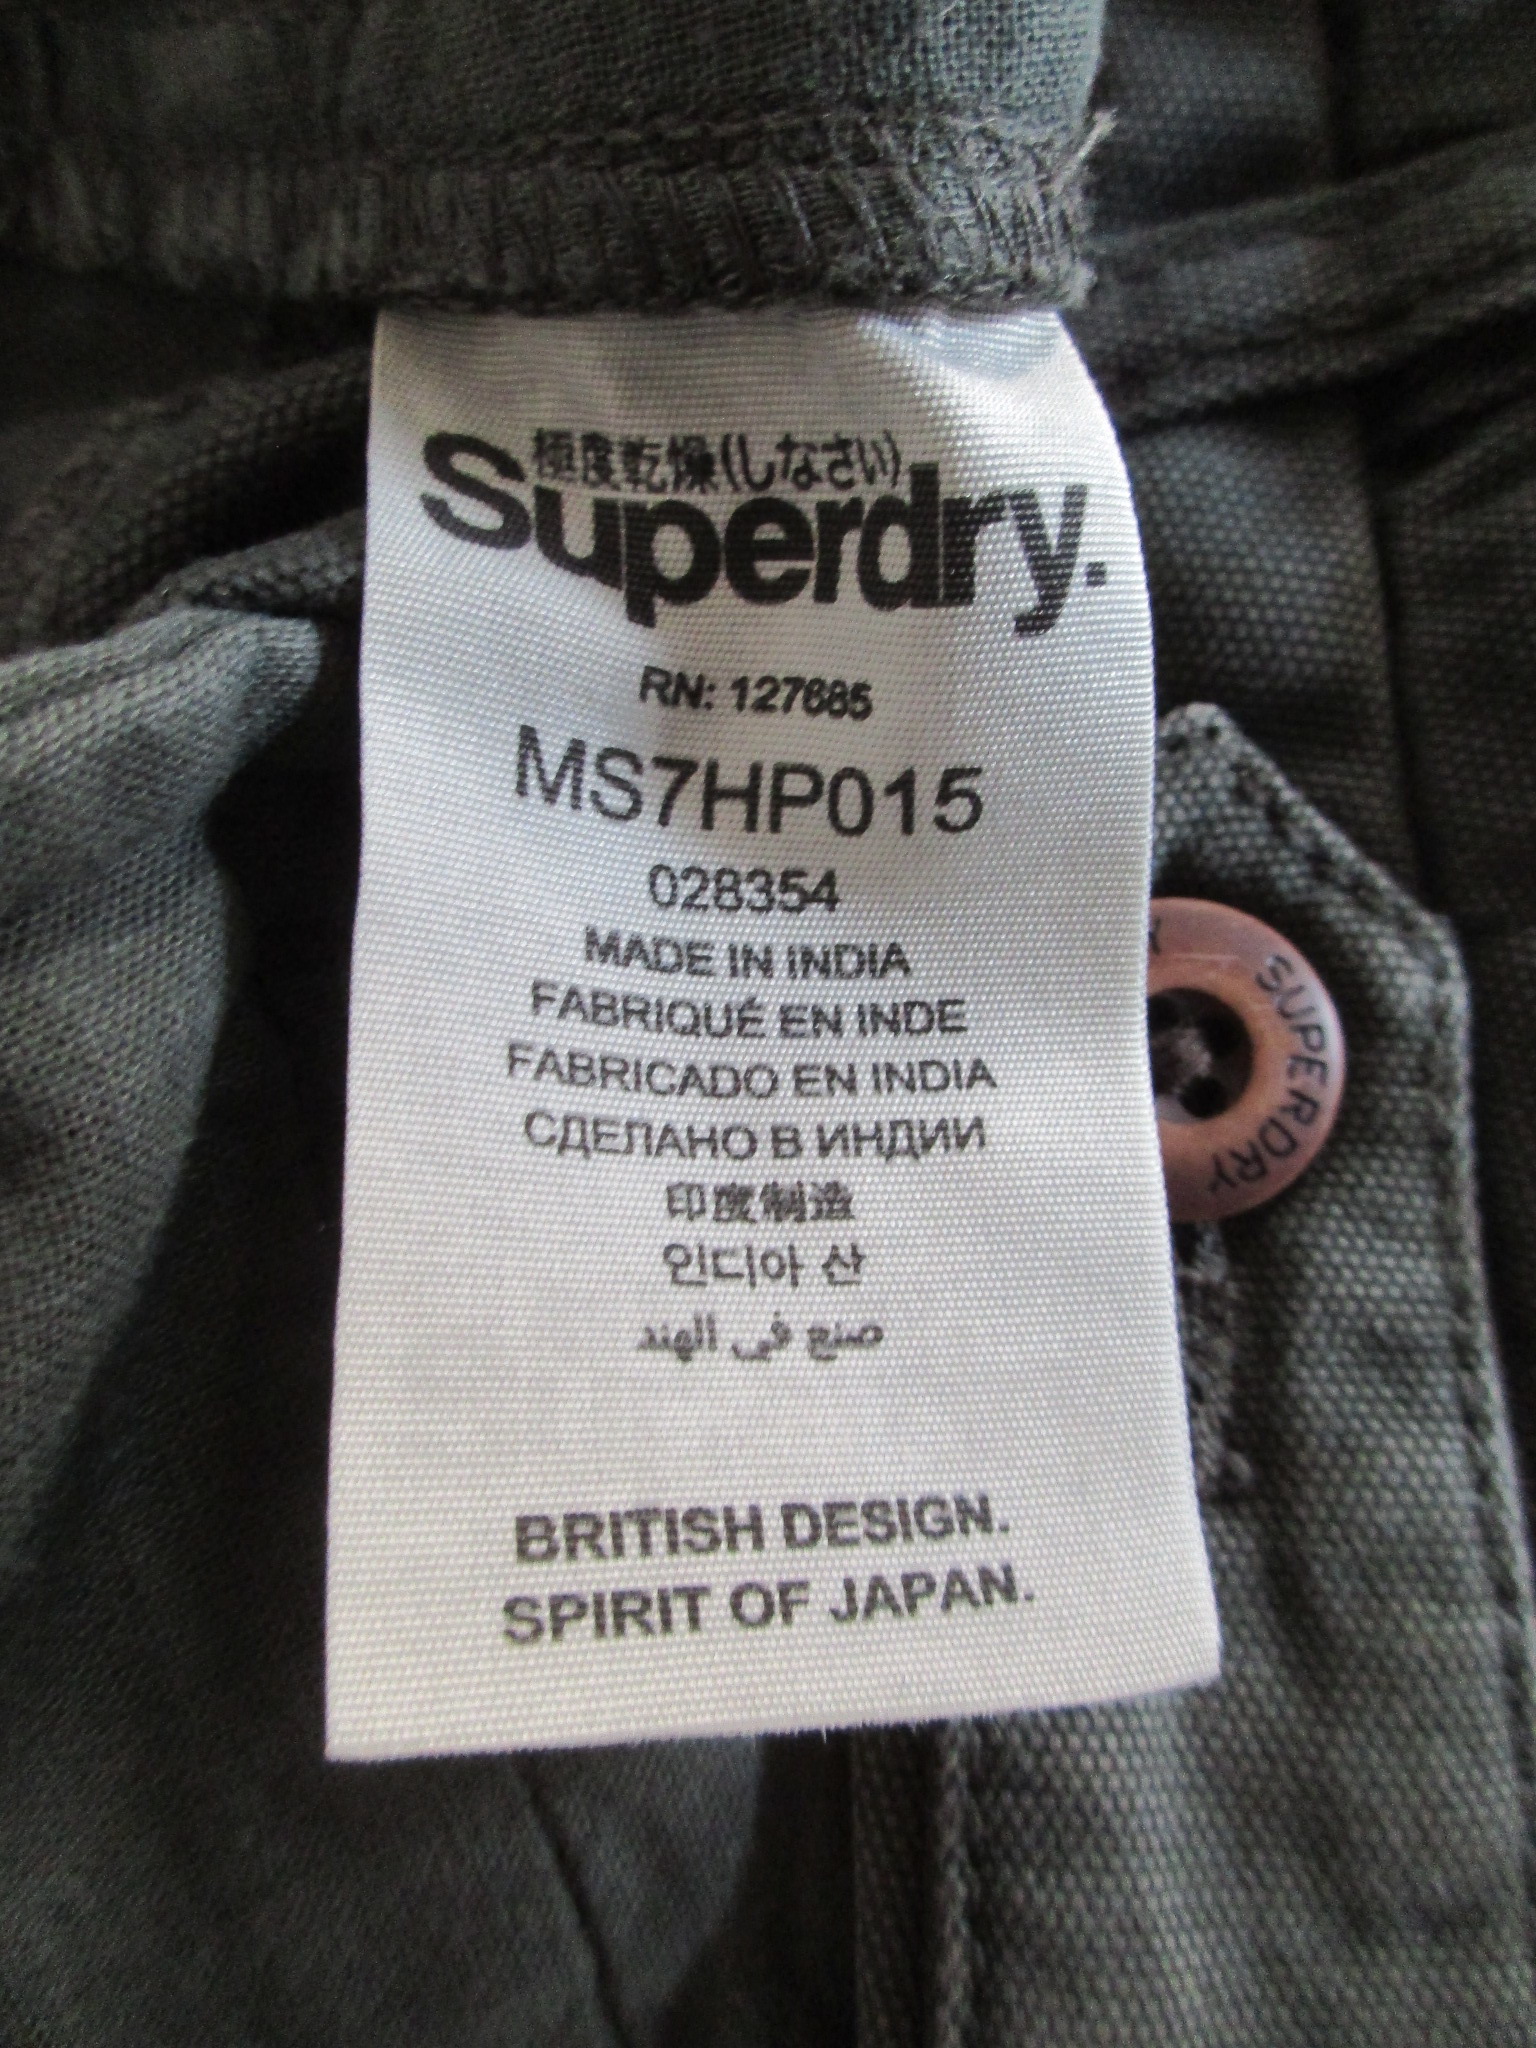 極度乾燥(しなさい)
Superdry.
RN: 127685
MS7HP015
028354
MADE IN INDIA
FABRIQUÉ EN INDE
FABRICADO EN INDIA
СДЕЛАНО В ИНДИИ
印度制造
인디아 산
صنع في الهند
BRITISH DESIGN.
SPIRIT OF JAPAN.
SUPERDRY